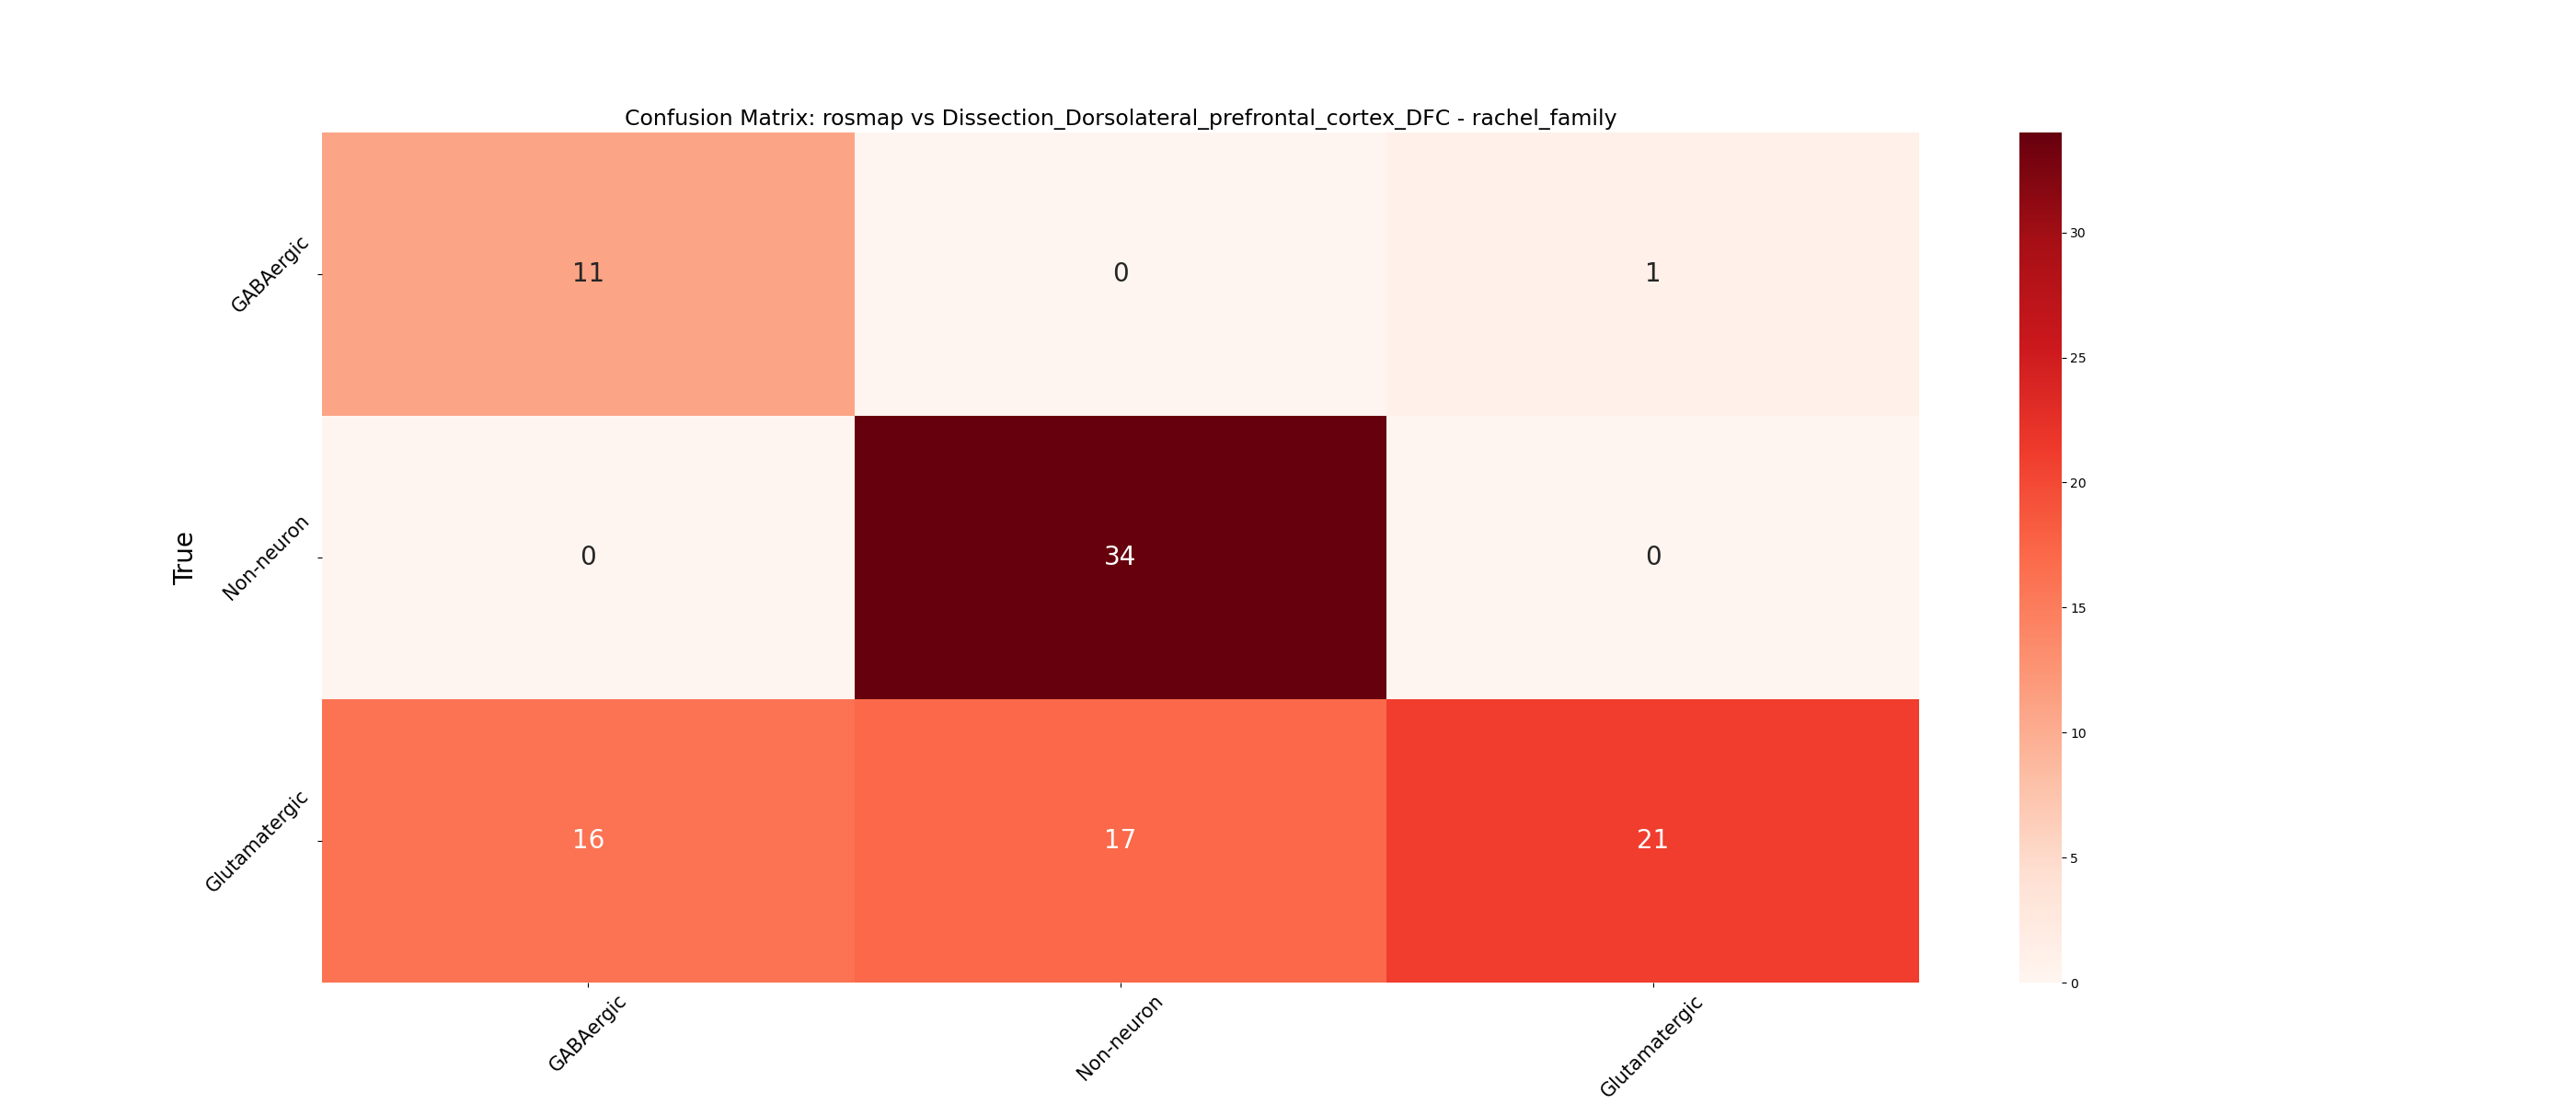 Confusion Matrix: rosmap vs Dissection_Dorsolateral_prefrontal_cortex_DFC - rachel_family
True
GABAergic
11
0
1
Non-neuron
0
34
0
Glutamatergic
16
17
21
GABAergic
Non-neuron
Glutamatergic
30
25
20
15
10
5
0